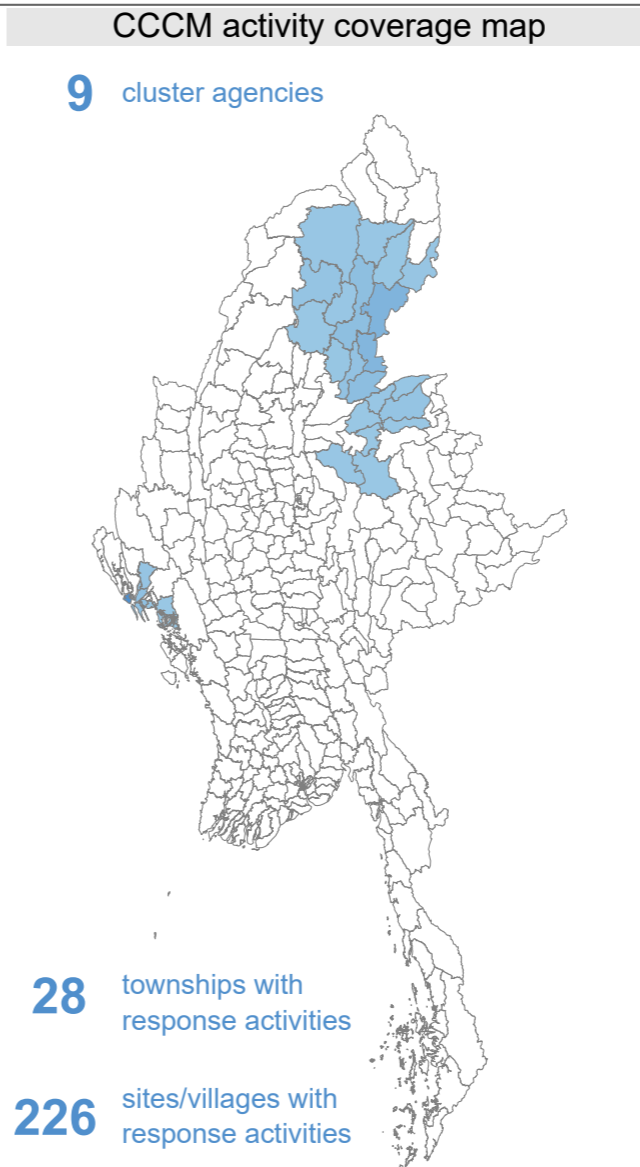 CCCM activity coverage map
9 cluster agencies
28 townships with
response activities
226 sites/villages with
response activities